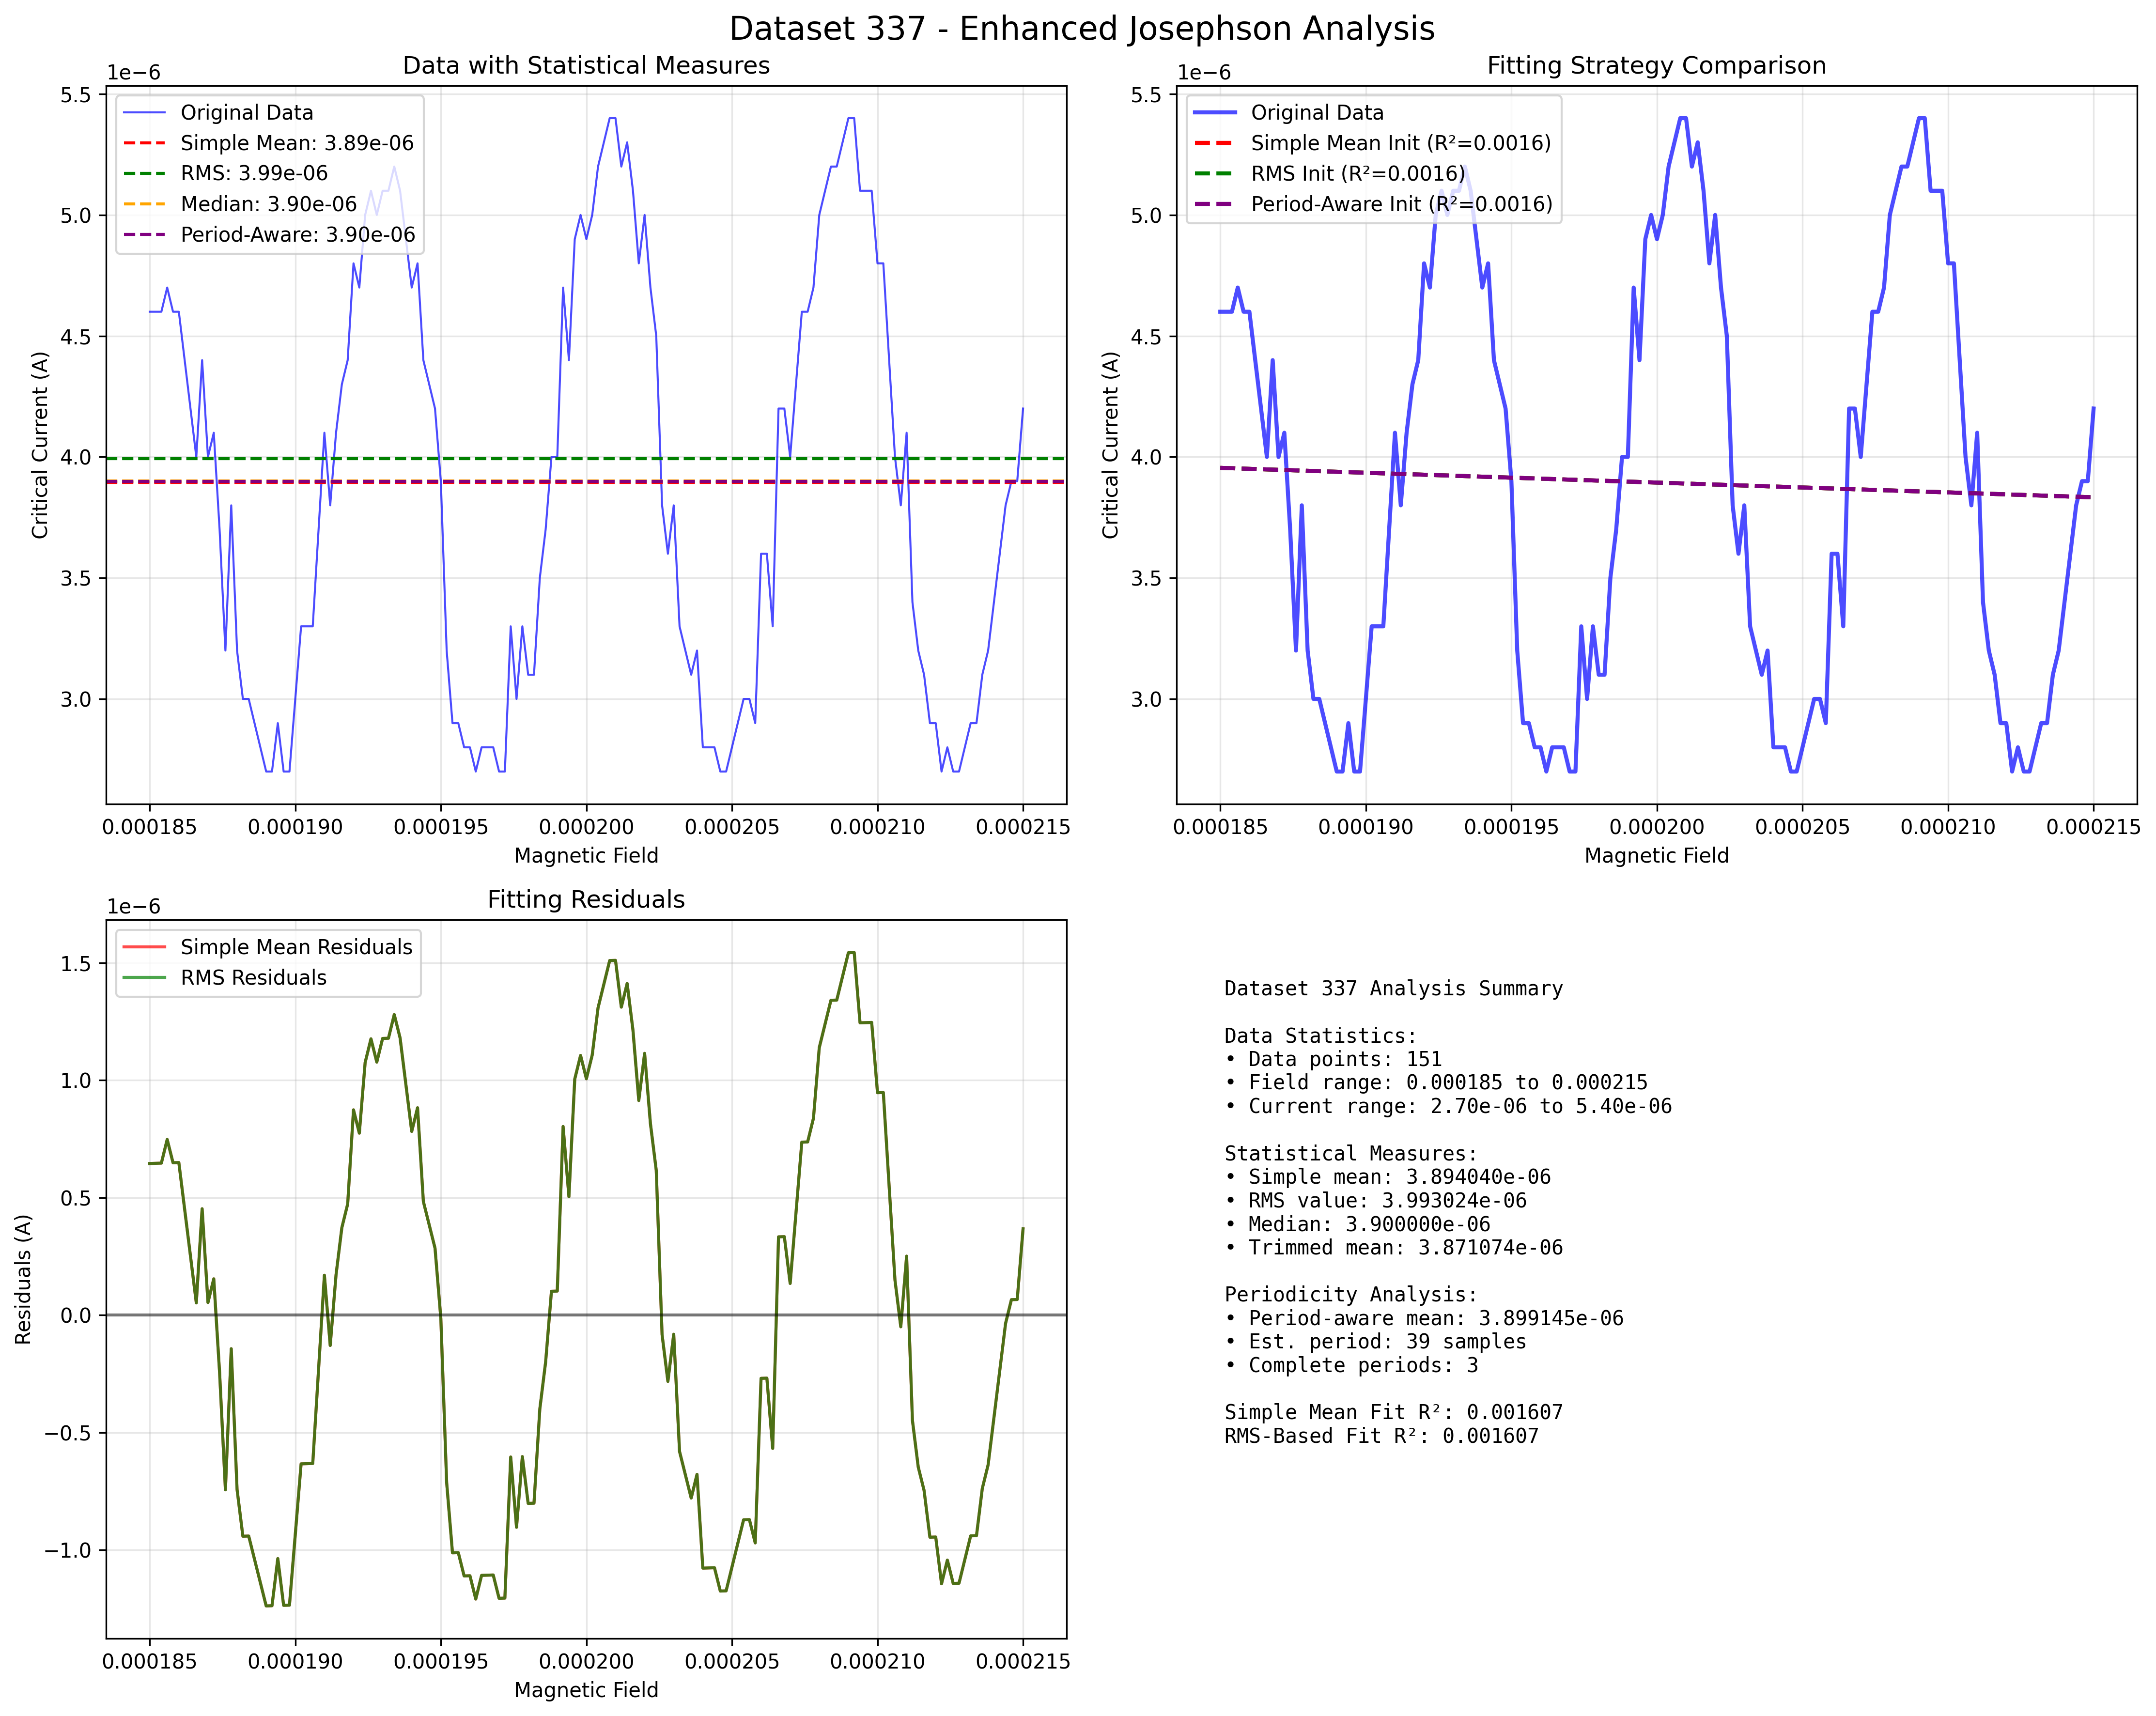 Dataset 337 - Enhanced Josephson Analysis
Data with Statistical Measures
1e−6
Original Data
Simple Mean: 3.89e-06
RMS: 3.99e-06
Median: 3.90e-06
Period-Aware: 3.90e-06
5.5
5.0
4.5
4.0
3.5
3.0
Critical Current (A)
0.000185 0.000190 0.000195 0.000200 0.000205 0.000210 0.000215
Magnetic Field
Fitting Strategy Comparison
1e−6
Original Data
Simple Mean Init (R²=0.0016)
RMS Init (R²=0.0016)
Period-Aware Init (R²=0.0016)
5.5
5.0
4.5
4.0
3.5
3.0
Critical Current (A)
0.000185 0.000190 0.000195 0.000200 0.000205 0.000210 0.000215
Magnetic Field
Fitting Residuals
1e−6
Simple Mean Residuals
RMS Residuals
1.5
1.0
0.5
0.0
−0.5
−1.0
Residuals (A)
0.000185 0.000190 0.000195 0.000200 0.000205 0.000210 0.000215
Magnetic Field
Dataset 337 Analysis Summary
Data Statistics:
• Data points: 151
• Field range: 0.000185 to 0.000215
• Current range: 2.70e-06 to 5.40e-06
Statistical Measures:
• Simple mean: 3.894040e-06
• RMS value: 3.993024e-06
• Median: 3.900000e-06
• Trimmed mean: 3.871074e-06
Periodicity Analysis:
• Period-aware mean: 3.899145e-06
• Est. period: 39 samples
• Complete periods: 3
Simple Mean Fit R²: 0.001607
RMS-Based Fit R²: 0.001607